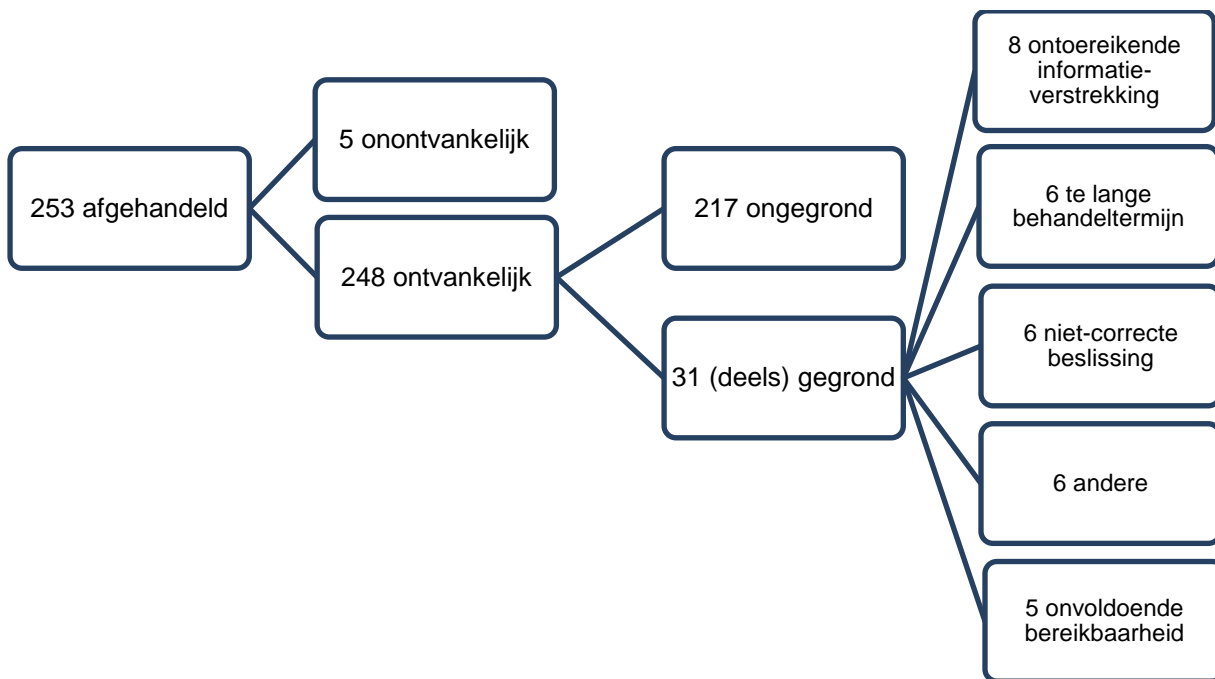 253 afgehandeld
5 onontvankelijk
248 ontvankelijk
217 ongegrond
31 (deels) gegrond
8 ontoereikende
informatie-
verstrekking
6 te lange
behandeltermijn
6 niet-correcte
beslissing
6 andere
5 onvoldoende
bereikbaarheid